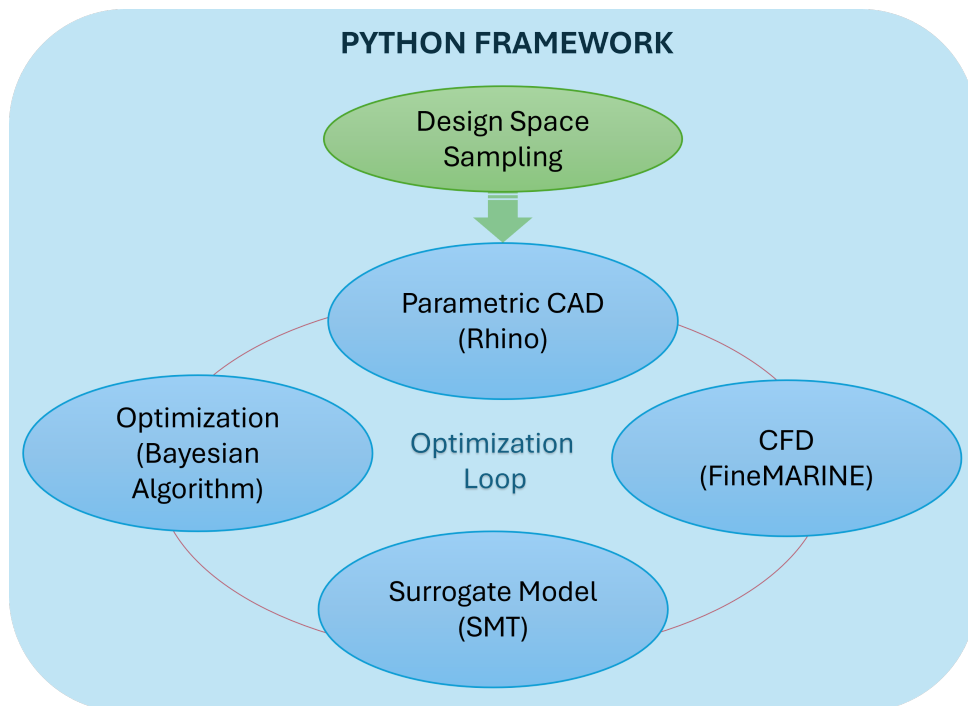 PYTHON FRAMEWORK
Design Space
Sampling
Parametric CAD
(Rhino)
Optimization
(Bayesian
Algorithm)
Optimization
Loop
CFD
(FineMARINE)
Surrogate Model
(SMT)